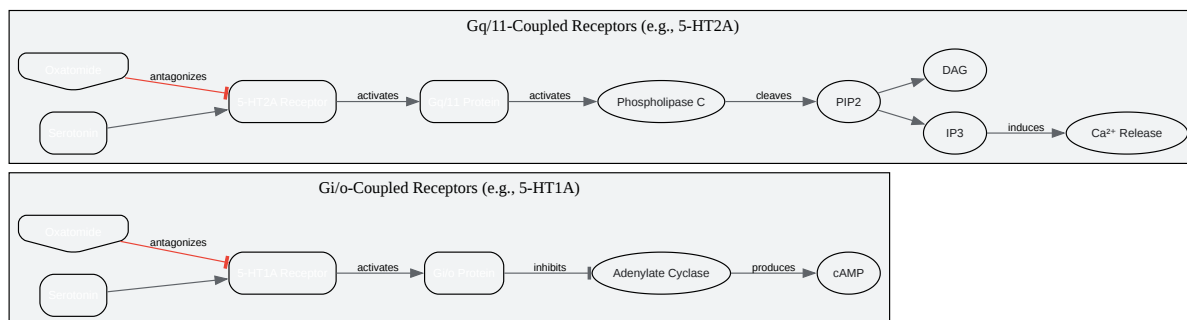 Gq/11-Coupled Receptors (e.g., 5-HT2A)
Oxatomide
antagonizes
5-HT2A Receptor
Serotonin
activates
Gq/11 Protein
activates
Phospholipase C
cleaves
PIP2
DAG
IP3
induces
Ca²⁺ Release
Gi/o-Coupled Receptors (e.g., 5-HT1A)
Oxatomide
antagonizes
5-HT1A Receptor
Serotonin
activates
Gi/o Protein
inhibits
Adenylate Cyclase
produces
cAMP